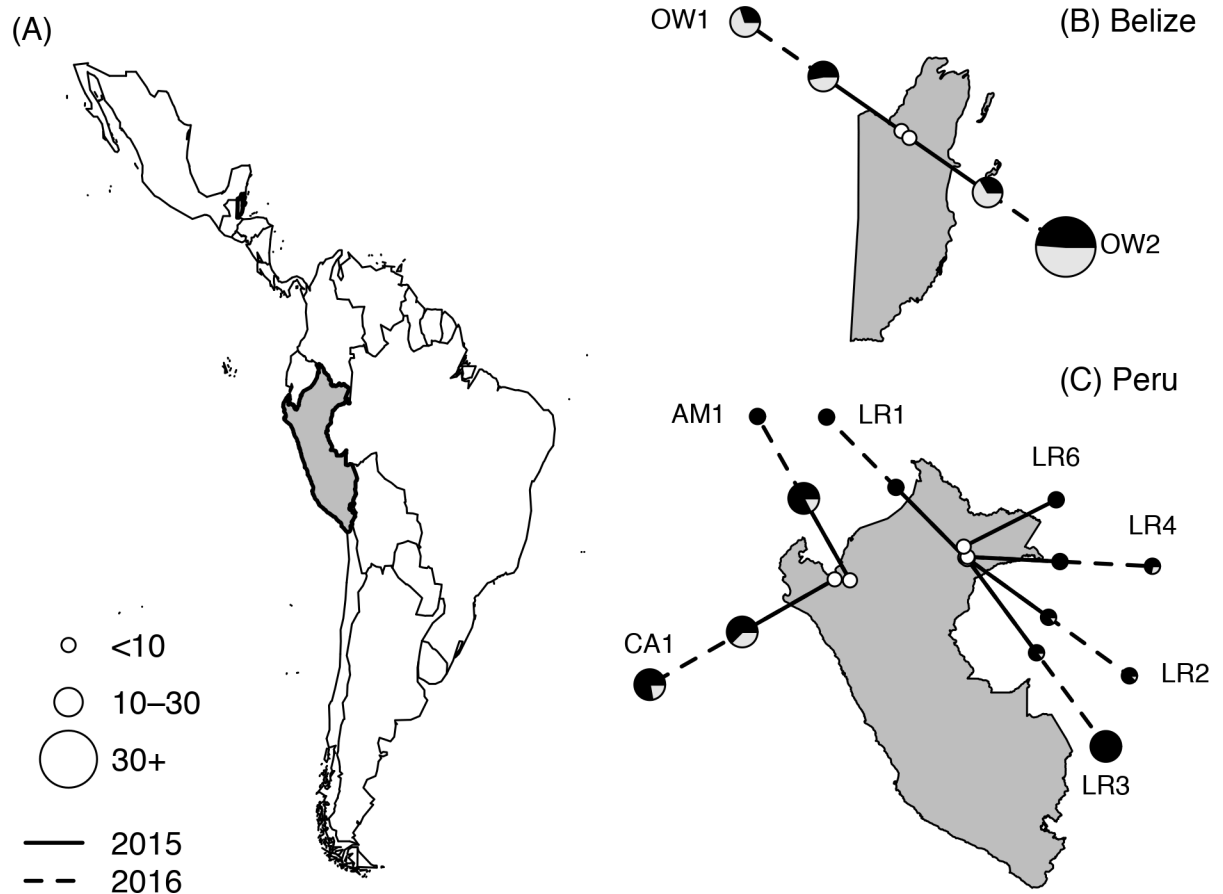 (A)
<10
10–30
30+
2015
2016
(B) Belize
OW1
OW2
(C) Peru
AM1
LR1
LR6
LR4
CA1
LR2
LR3